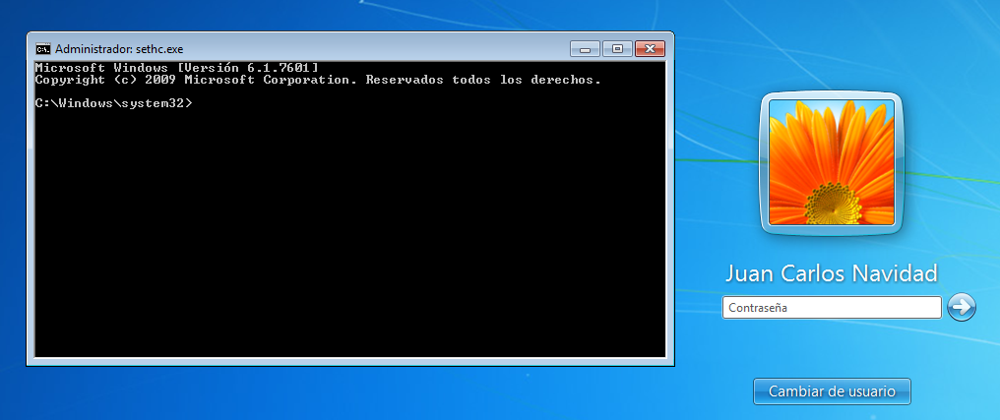 Administrador: sethc.exe
Microsoft Windows [Versión 6.1.7601]
Copyright (c) 2009 Microsoft Corporation. Reservados todos los derechos.
C:\Windows\system32>
Juan Carlos Navidad
Contraseña
Cambiar de usuario